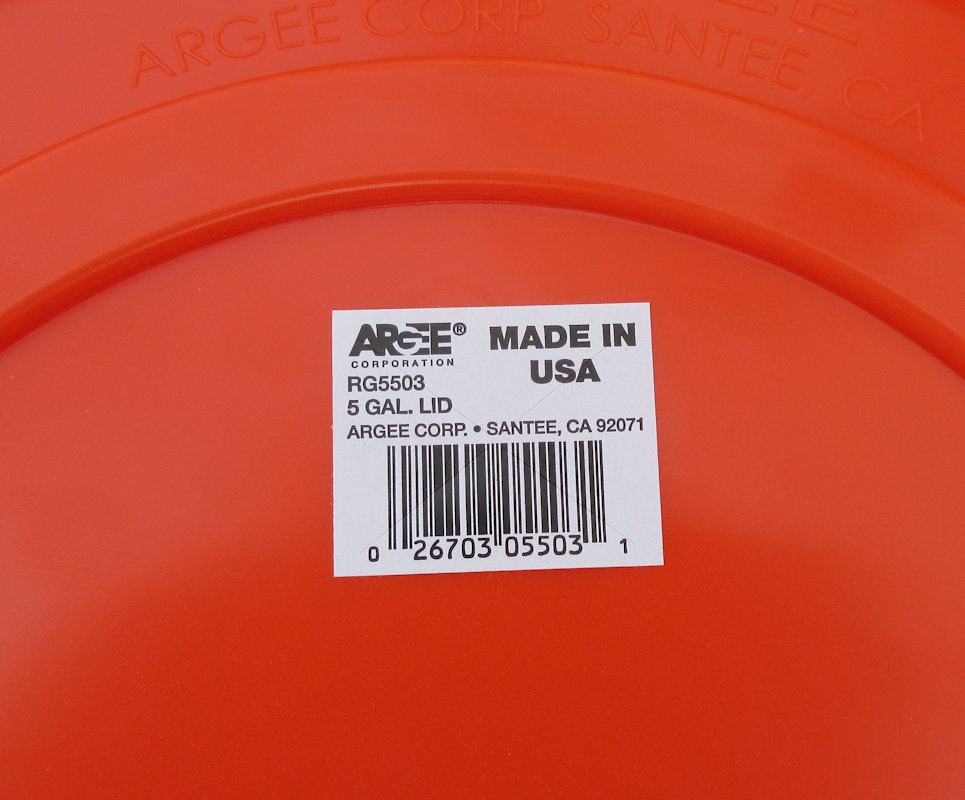 ARGEE CORP SANTEE, CA
ARGEE®
CORPORATION
MADE IN
USA
RG5503
5 GAL. LID
ARGEE CORP. • SANTEE, CA 92071
0 26703 05503 1